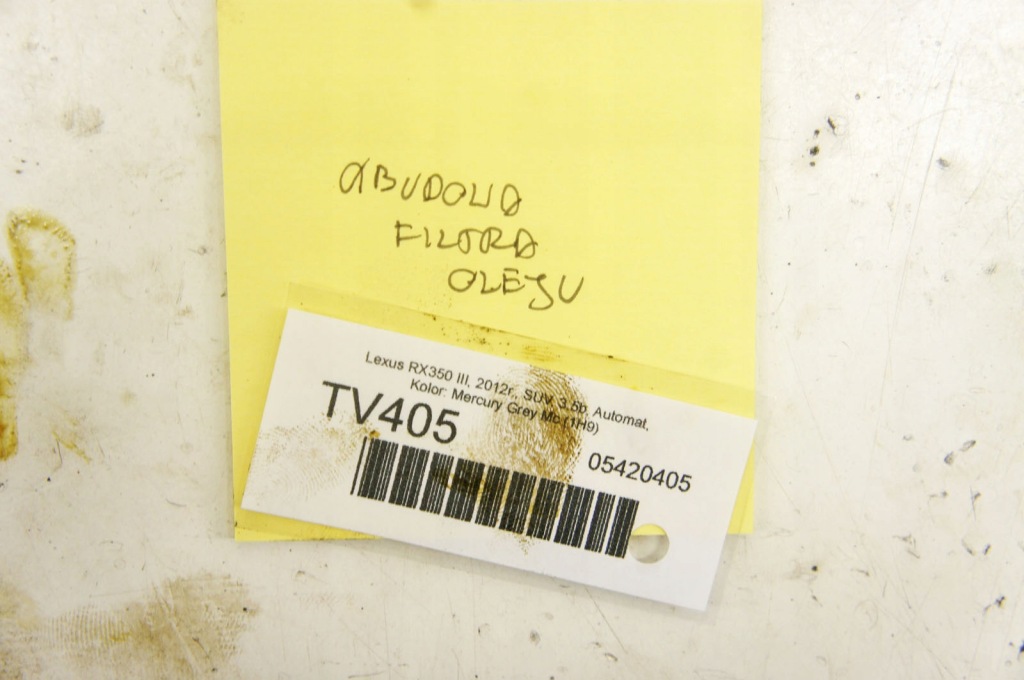 OBUDOWA
FILTRA
OLEJU
Lexus RX350 III, 2012r., SUV, 3.5b, Automat,
Kolor: Mercury Grey Mc (1H9)
TV405
05420405